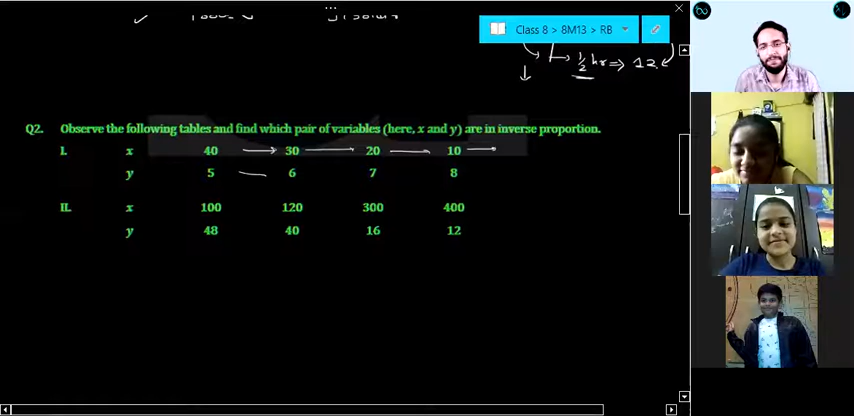 Class 8 > 8M13 > RB
1/2 hr ⇒ 12
Q2. Observe the following tables and find which pair of variables (here, x and y) are in inverse proportion.
I. x 40 30 20 10
y 5 6 7 8
II. x 100 120 300 400
y 48 40 16 12